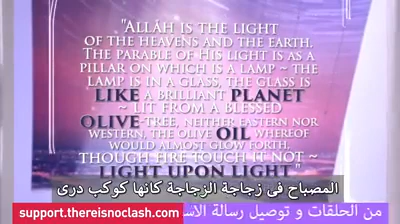 "ALLÁH IS THE LIGHT
OF THE HEAVENS AND THE EARTH.
THE PARABLE OF HIS LIGHT IS AS A
PILLAR ON WHICH IS A LAMP ~ THE
LAMP IS IN A GLASS, THE GLASS IS
LIKE A BRILLIANT PLANET
~ LIT FROM A BLESSED
OLIVE-TREE, NEITHER EASTERN NOR
WESTERN, THE OLIVE OIL WHEREOF
WOULD ALMOST GLOW FORTH,
THOUGH FIRE TOUCH IT NOT ~
LIGHT UPON LIGHT"
المصباح فى زجاجة الزجاجة كانها كوكب درى
support.thereisnoclash.com
من الحلقات و توصيل رسالة الاس